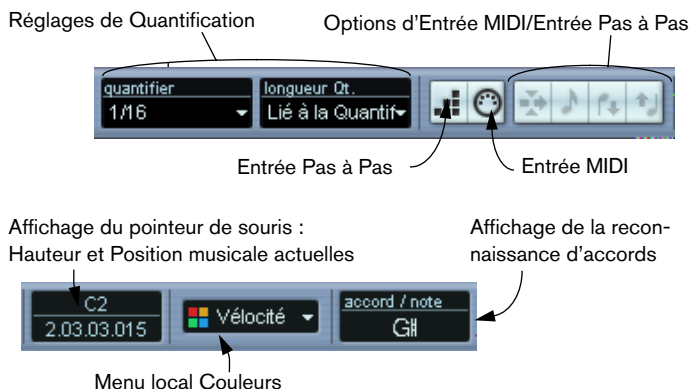 Réglages de Quantification
Options d'Entrée MIDI/Entrée Pas à Pas
quantifier
1/16
longueur Qt.
Lié à la Quantif
Entrée Pas à Pas
Entrée MIDI
Affichage du pointeur de souris :
Hauteur et Position musicale actuelles
Affichage de la recon-
naissance d'accords
C2
2.03.03.015
Vélocité
accord / note
G#
Menu local Couleurs